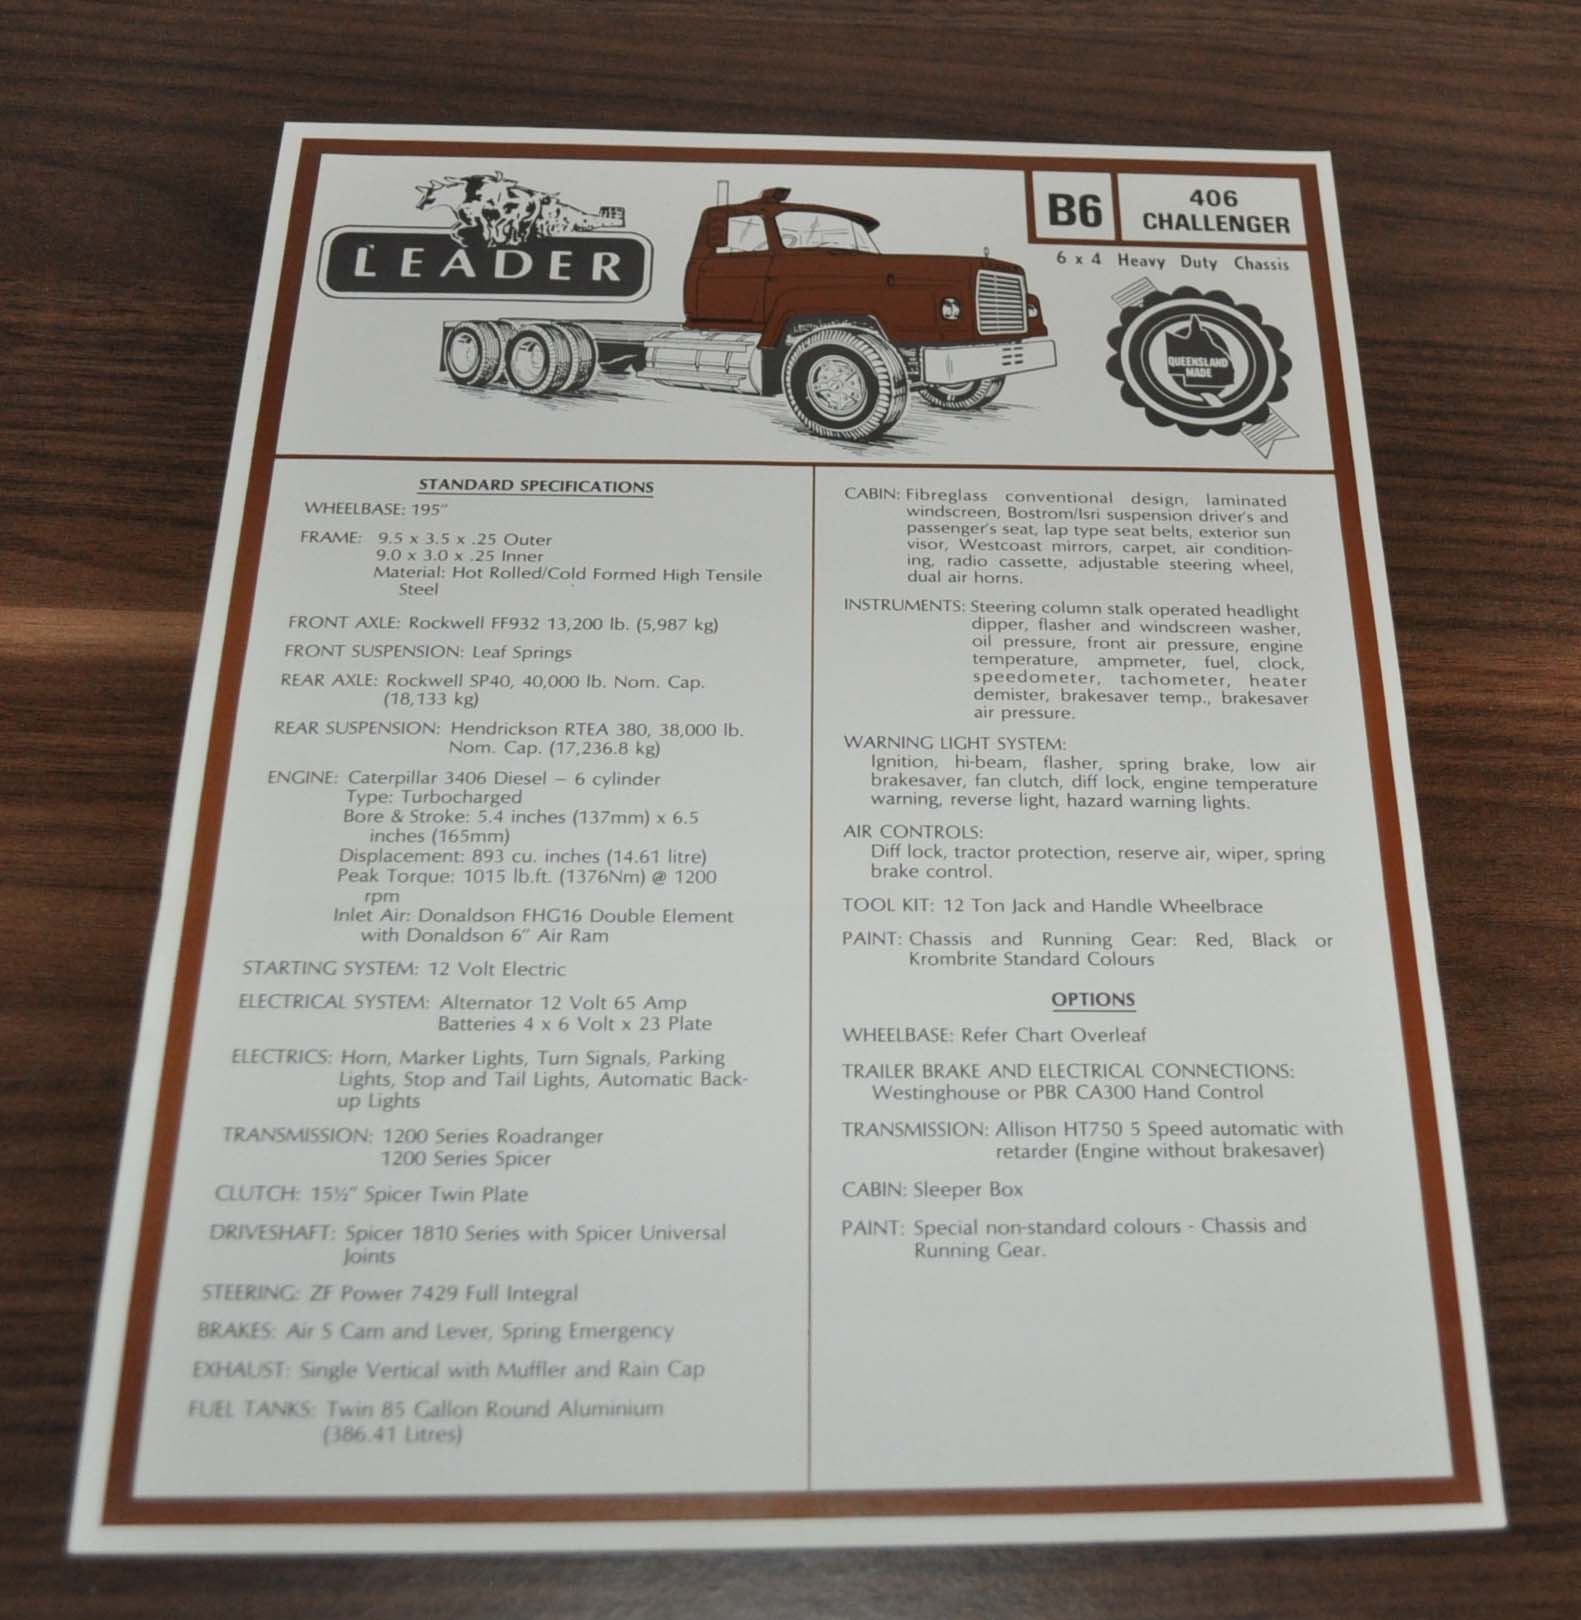 LEADER
B6
406
CHALLENGER
6 x 4 Heavy Duty Chassis
QUEENSLAND
MADE
STANDARD SPECIFICATIONS
WHEELBASE: 195"
FRAME: 9.5 x 3.5 x .25 Outer
9.0 x 3.0 x .25 Inner
Material: Hot Rolled/Cold Formed High Tensile
Steel
FRONT AXLE: Rockwell FF932 13,200 lb. (5,987 kg)
FRONT SUSPENSION: Leaf Springs
REAR AXLE: Rockwell SP40, 40,000 lb. Nom. Cap.
(18,133 kg)
REAR SUSPENSION: Hendrickson RTEA 380, 38,000 lb.
Nom. Cap. (17,236.8 kg)
ENGINE: Caterpillar 3406 Diesel – 6 cylinder
Type: Turbocharged
Bore & Stroke: 5.4 inches (137mm) x 6.5
inches (165mm)
Displacement: 893 cu. inches (14.61 litre)
Peak Torque: 1015 lb.ft. (1376Nm) @ 1200
rpm
Inlet Air: Donaldson FHG16 Double Element
with Donaldson 6" Air Ram
STARTING SYSTEM: 12 Volt Electric
ELECTRICAL SYSTEM: Alternator 12 Volt 65 Amp
Batteries 4 x 6 Volt x 23 Plate
ELECTRICS: Horn, Marker Lights, Turn Signals, Parking
Lights, Stop and Tail Lights, Automatic Back-
up Lights
TRANSMISSION: 1200 Series Roadranger
1200 Series Spicer
CLUTCH: 15½" Spicer Twin Plate
DRIVESHAFT: Spicer 1810 Series with Spicer Universal
Joints
STEERING: ZF Power 7429 Full Integral
BRAKES: Air S Cam and Lever, Spring Emergency
EXHAUST: Single Vertical with Muffler and Rain Cap
FUEL TANKS: Twin 85 Gallon Round Aluminium
(386.41 Litres)
CABIN: Fibreglass conventional design, laminated
windscreen, Bostrom/Isri suspension driver's and
passenger's seat, lap type seat belts, exterior sun
visor, Westcoast mirrors, carpet, air condition-
ing, radio cassette, adjustable steering wheel,
dual air horns.
INSTRUMENTS: Steering column stalk operated headlight
dipper, flasher and windscreen washer,
oil pressure, front air pressure, engine
temperature, ampmeter, fuel, clock,
speedometer, tachometer, heater
demister, brakesaver temp., brakesaver
air pressure.
WARNING LIGHT SYSTEM:
Ignition, hi-beam, flasher, spring brake, low air
brakesaver, fan clutch, diff lock, engine temperature
warning, reverse light, hazard warning lights.
AIR CONTROLS:
Diff lock, tractor protection, reserve air, wiper, spring
brake control.
TOOL KIT: 12 Ton Jack and Handle Wheelbrace
PAINT: Chassis and Running Gear: Red, Black or
Krombrite Standard Colours
OPTIONS
WHEELBASE: Refer Chart Overleaf
TRAILER BRAKE AND ELECTRICAL CONNECTIONS:
Westinghouse or PBR CA300 Hand Control
TRANSMISSION: Allison HT750 5 Speed automatic with
retarder (Engine without brakesaver)
CABIN: Sleeper Box
PAINT: Special non-standard colours - Chassis and
Running Gear.